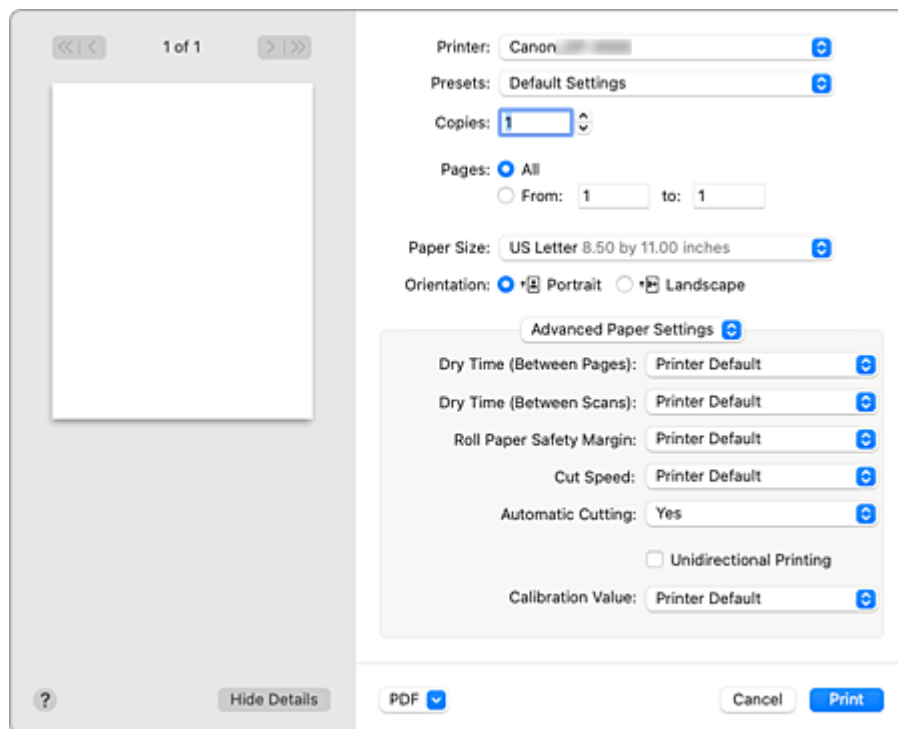 1 of 1
Printer: Canon
Presets: Default Settings
Copies: 1
Pages: All
From: 1 to: 1
Paper Size: US Letter 8.50 by 11.00 inches
Orientation: Portrait Landscape
Advanced Paper Settings
Dry Time (Between Pages): Printer Default
Dry Time (Between Scans): Printer Default
Roll Paper Safety Margin: Printer Default
Cut Speed: Printer Default
Automatic Cutting: Yes
Unidirectional Printing
Calibration Value: Printer Default
? Hide Details PDF Cancel Print